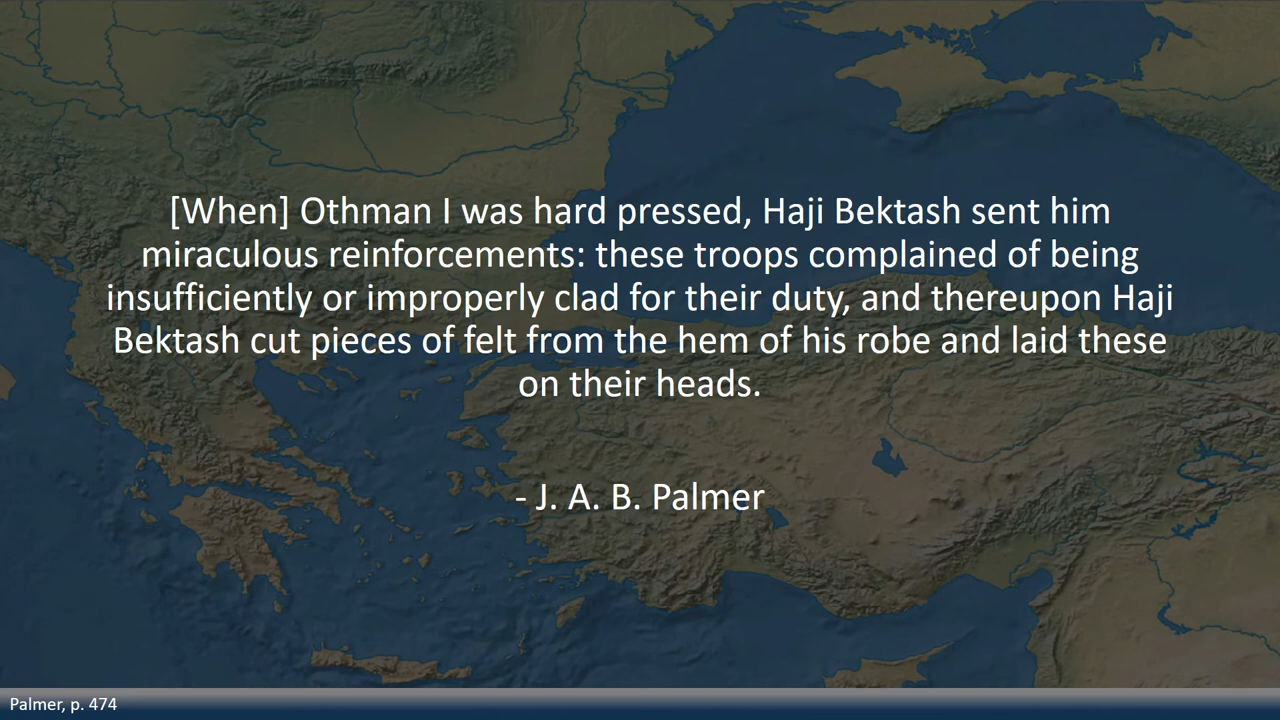 [When] Othman I was hard pressed, Haji Bektash sent him
miraculous reinforcements: these troops complained of being
insufficiently or improperly clad for their duty, and thereupon Haji
Bektash cut pieces of felt from the hem of his robe and laid these
on their heads.
- J. A. B. Palmer
Palmer, p. 474